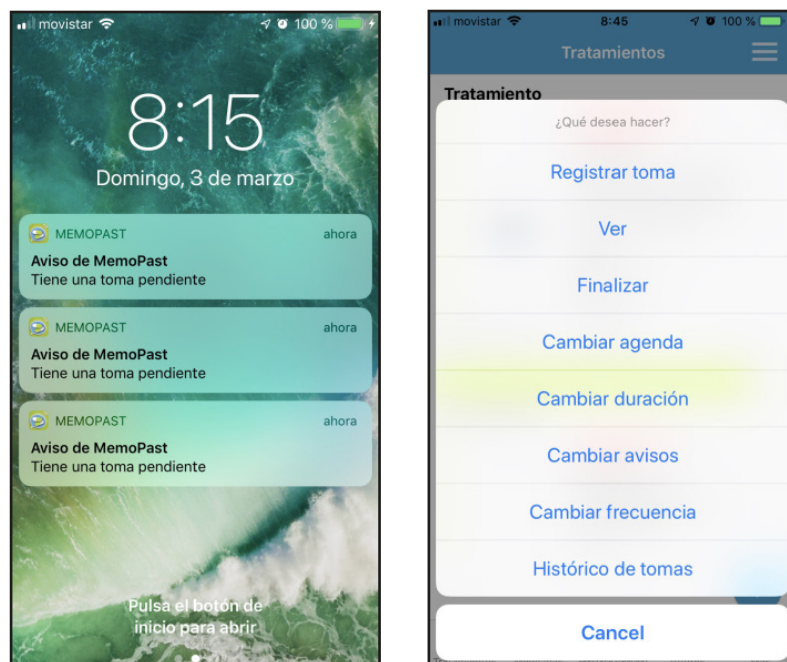 movistar 100 %
8:15
Domingo, 3 de marzo
MEMOPAST ahora
Aviso de MemoPast
Tiene una toma pendiente
MEMOPAST ahora
Aviso de MemoPast
Tiene una toma pendiente
MEMOPAST ahora
Aviso de MemoPast
Tiene una toma pendiente
Pulsa el botón de
inicio para abrir
movistar 8:45 100 %
Tratamientos
Tratamiento
¿Qué desea hacer?
Registrar toma
Ver
Finalizar
Cambiar agenda
Cambiar duración
Cambiar avisos
Cambiar frecuencia
Histórico de tomas
Cancel